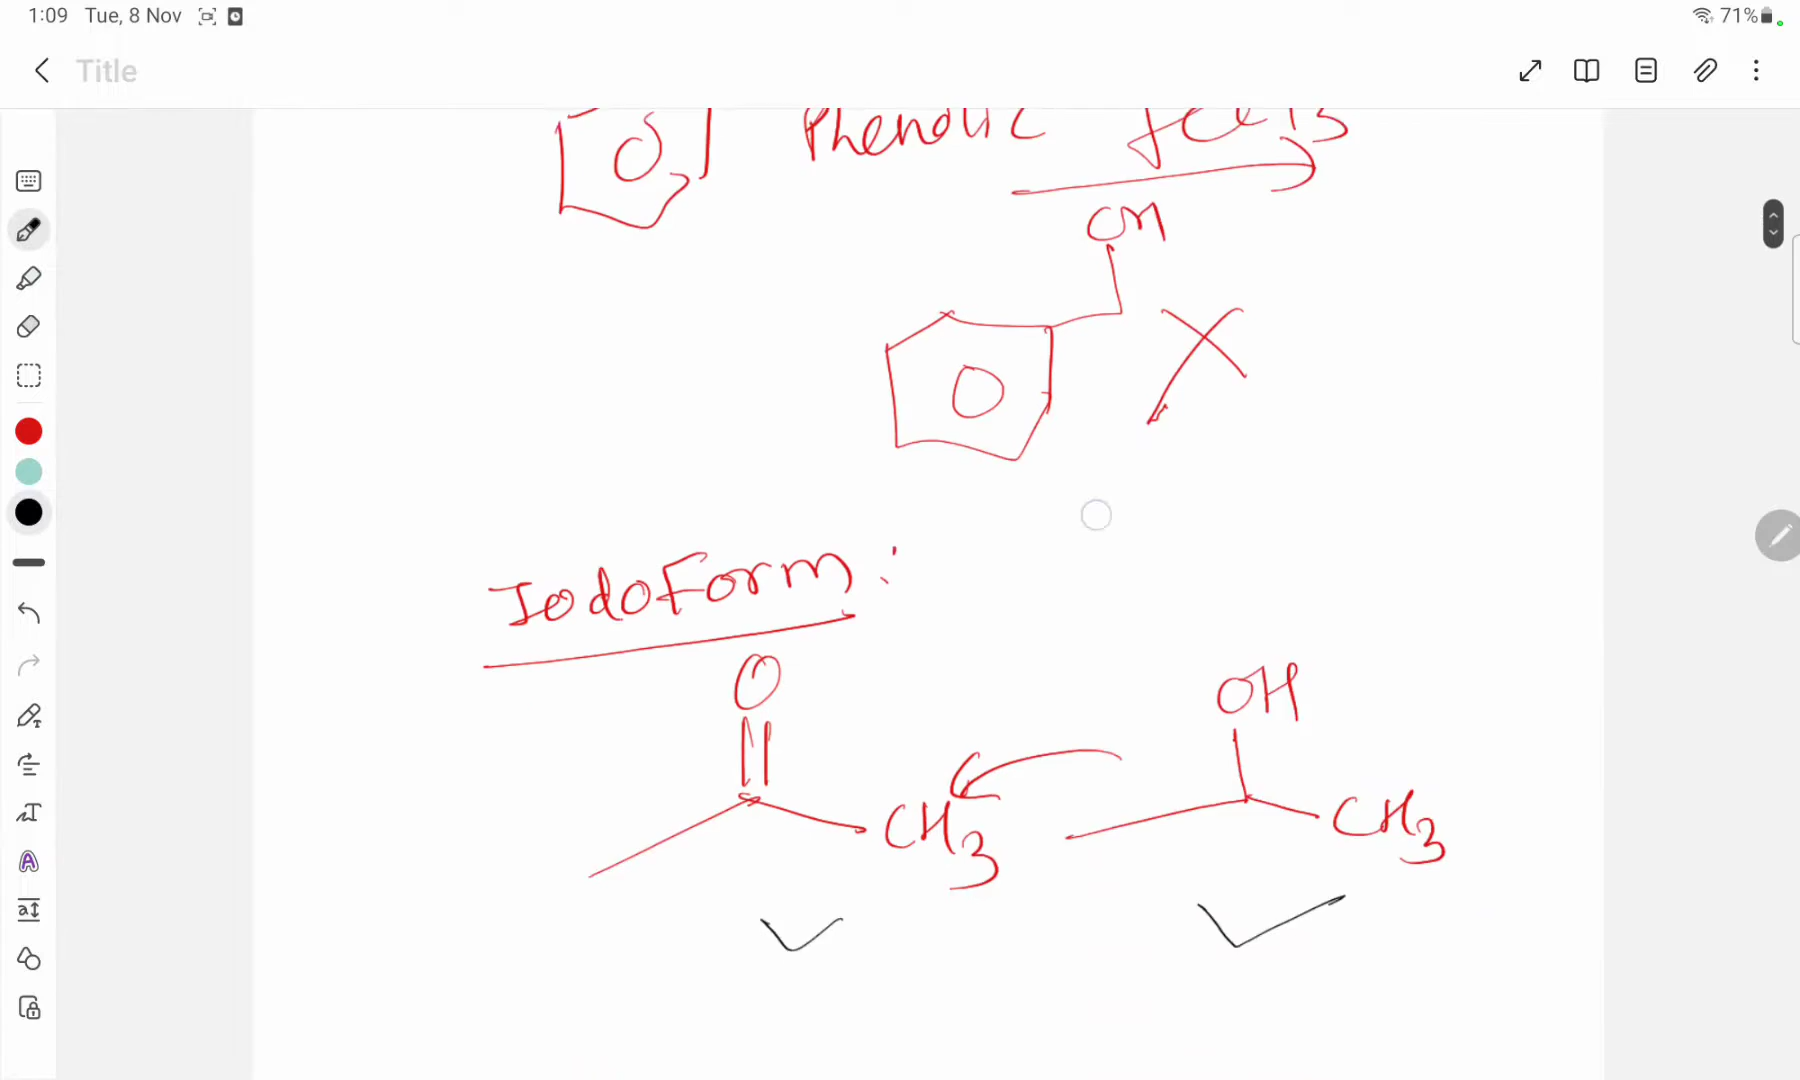 1:09 Tue, 8 Nov 71%
Title
O Phenolic FeCl3
OH
O
IodoForm :
O OH
CH3 CH3